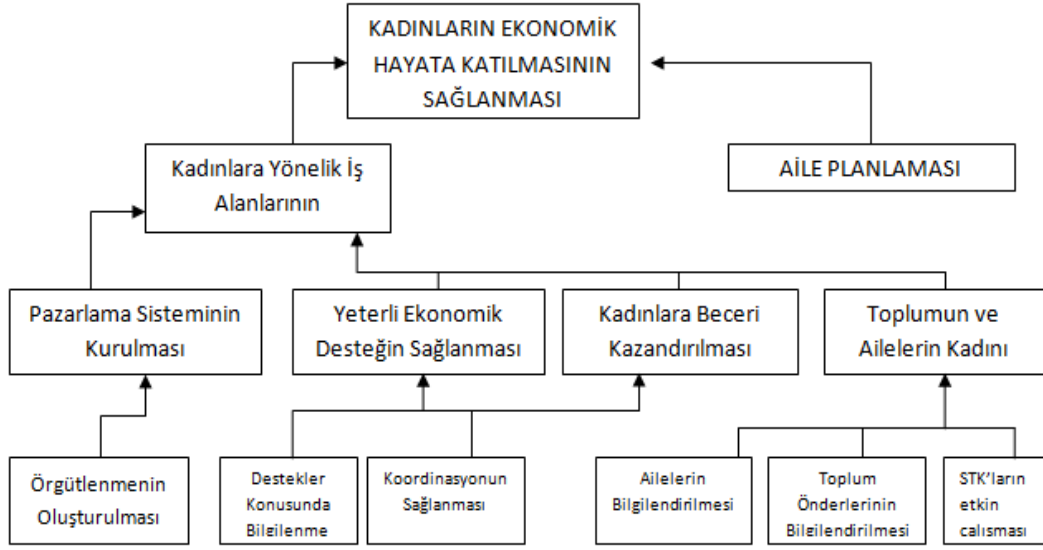 KADINLARIN EKONOMİK
HAYATA KATILMASININ
SAĞLANMASI
Kadınlara Yönelik İş
Alanlarının
AİLE PLANLAMASI
Pazarlama Sisteminin
Kurulması
Yeterli Ekonomik
Desteğin Sağlanması
Kadınlara Beceri
Kazandırılması
Toplumun ve
Ailelerin Kadını
Örgütlenmenin
Oluşturulması
Destekler
Konusunda
Bilgilenme
Koordinasyonun
Sağlanması
Ailelerin
Bilgilendirilmesi
Toplum
Önderlerinin
Bilgilendirilmesi
STK'ların
etkin
çalışması